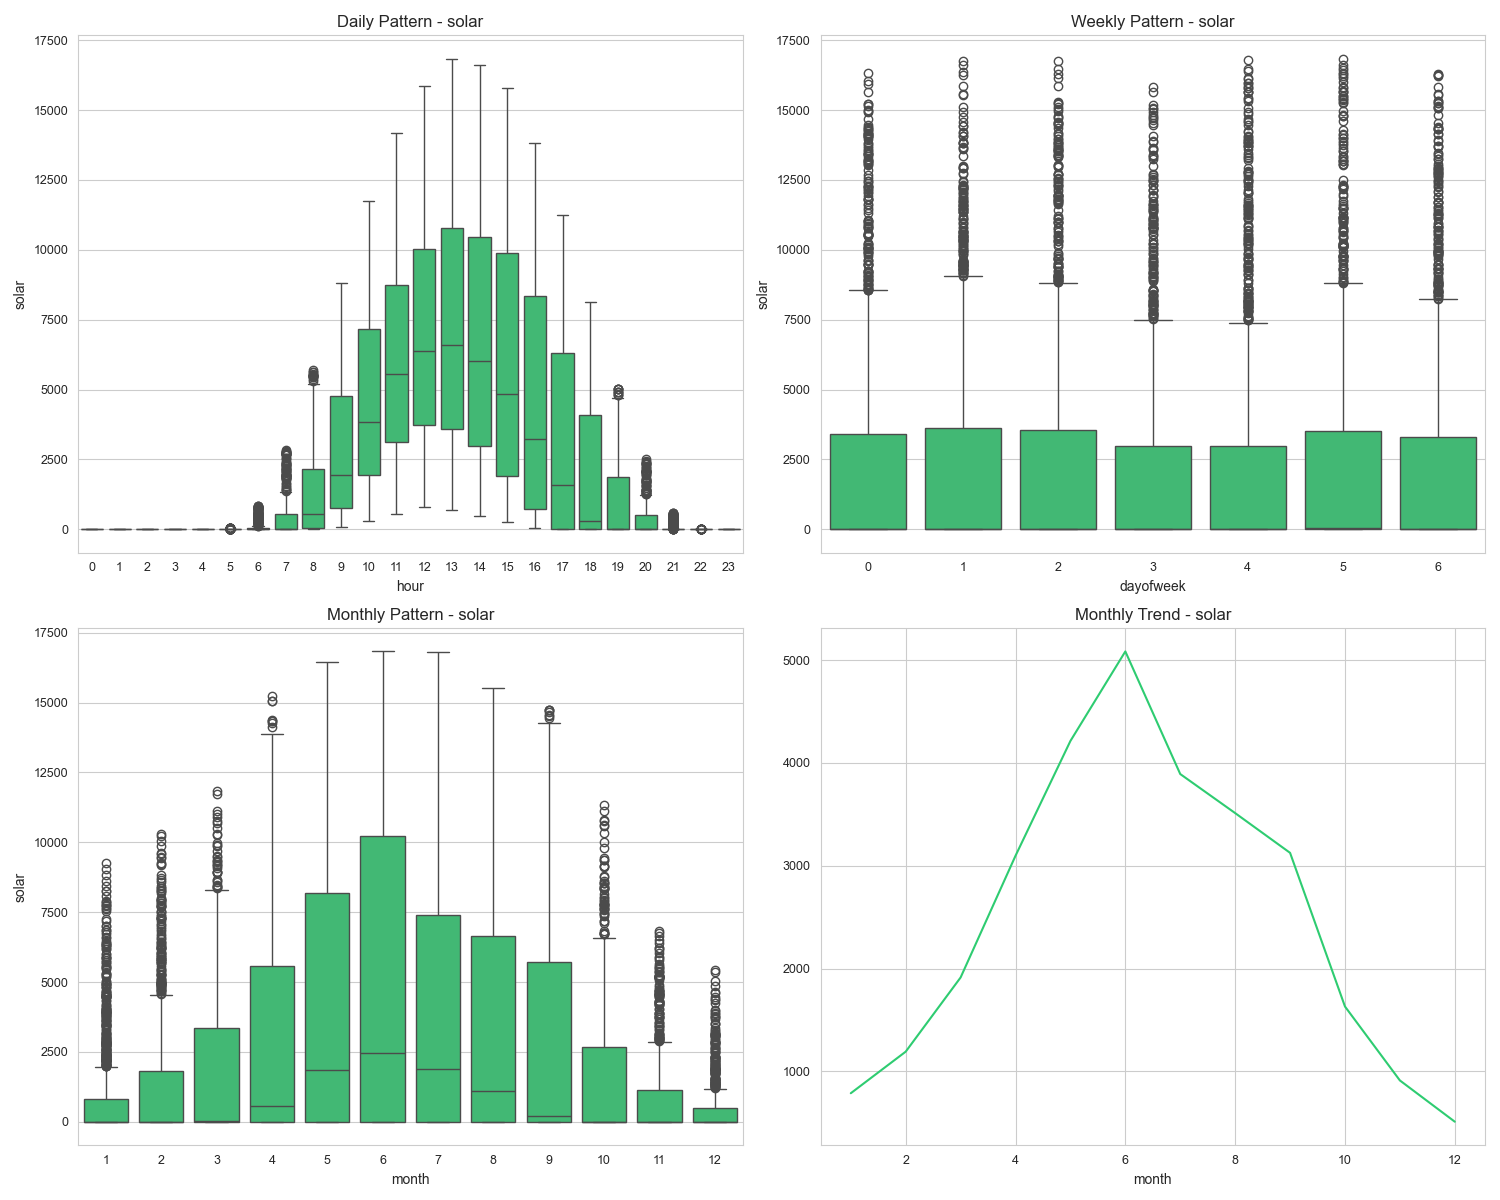 Daily Pattern - solar
17500
15000
12500
10000
7500
5000
2500
0
solar
0 1 2 3 4 5 6 7 8 9 10 11 12 13 14 15 16 17 18 19 20 21 22 23
hour
Weekly Pattern - solar
17500
15000
12500
10000
7500
5000
2500
0
solar
0 1 2 3 4 5 6
dayofweek
Monthly Pattern - solar
17500
15000
12500
10000
7500
5000
2500
0
solar
1 2 3 4 5 6 7 8 9 10 11 12
month
Monthly Trend - solar
5000
4000
3000
2000
1000
2 4 6 8 10 12
month